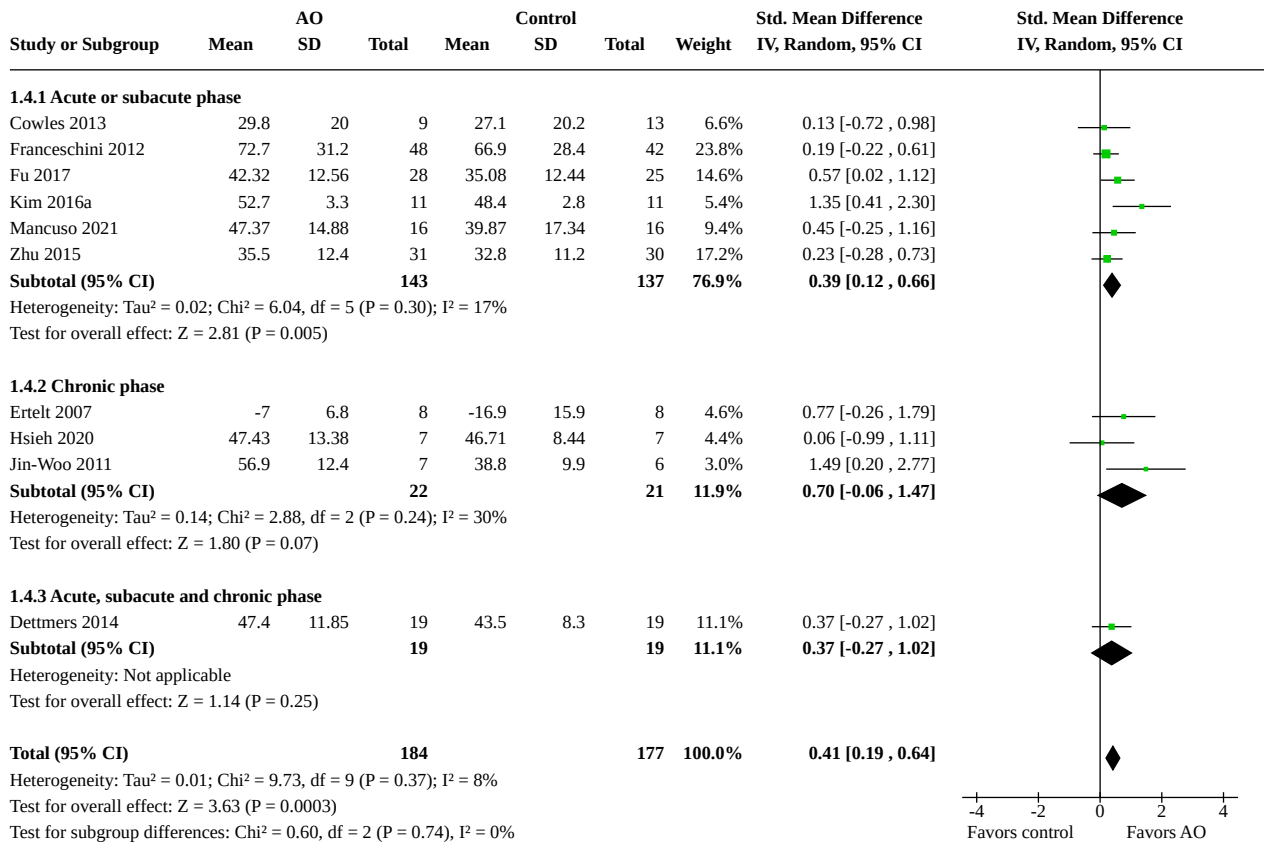 AO Control Std. Mean Difference Std. Mean Difference
Study or Subgroup Mean SD Total Mean SD Total Weight IV, Random, 95% CI IV, Random, 95% CI
1.4.1 Acute or subacute phase
Cowles 2013 29.8 20 9 27.1 20.2 13 6.6% 0.13 [-0.72 , 0.98]
Franceschini 2012 72.7 31.2 48 66.9 28.4 42 23.8% 0.19 [-0.22 , 0.61]
Fu 2017 42.32 12.56 28 35.08 12.44 25 14.6% 0.57 [0.02 , 1.12]
Kim 2016a 52.7 3.3 11 48.4 2.8 11 5.4% 1.35 [0.41 , 2.30]
Mancuso 2021 47.37 14.88 16 39.87 17.34 16 9.4% 0.45 [-0.25 , 1.16]
Zhu 2015 35.5 12.4 31 32.8 11.2 30 17.2% 0.23 [-0.28 , 0.73]
Subtotal (95% CI) 143 137 76.9% 0.39 [0.12 , 0.66]
Heterogeneity: Tau² = 0.02; Chi² = 6.04, df = 5 (P = 0.30); I² = 17%
Test for overall effect: Z = 2.81 (P = 0.005)
1.4.2 Chronic phase
Ertelt 2007 -7 6.8 8 -16.9 15.9 8 4.6% 0.77 [-0.26 , 1.79]
Hsieh 2020 47.43 13.38 7 46.71 8.44 7 4.4% 0.06 [-0.99 , 1.11]
Jin-Woo 2011 56.9 12.4 7 38.8 9.9 6 3.0% 1.49 [0.20 , 2.77]
Subtotal (95% CI) 22 21 11.9% 0.70 [-0.06 , 1.47]
Heterogeneity: Tau² = 0.14; Chi² = 2.88, df = 2 (P = 0.24); I² = 30%
Test for overall effect: Z = 1.80 (P = 0.07)
1.4.3 Acute, subacute and chronic phase
Dettmers 2014 47.4 11.85 19 43.5 8.3 19 11.1% 0.37 [-0.27 , 1.02]
Subtotal (95% CI) 19 19 11.1% 0.37 [-0.27 , 1.02]
Heterogeneity: Not applicable
Test for overall effect: Z = 1.14 (P = 0.25)
Total (95% CI) 184 177 100.0% 0.41 [0.19 , 0.64]
Heterogeneity: Tau² = 0.01; Chi² = 9.73, df = 9 (P = 0.37); I² = 8%
Test for overall effect: Z = 3.63 (P = 0.0003)
Test for subgroup differences: Chi² = 0.60, df = 2 (P = 0.74), I² = 0%
-4 -2 0 2 4
Favors control Favors AO